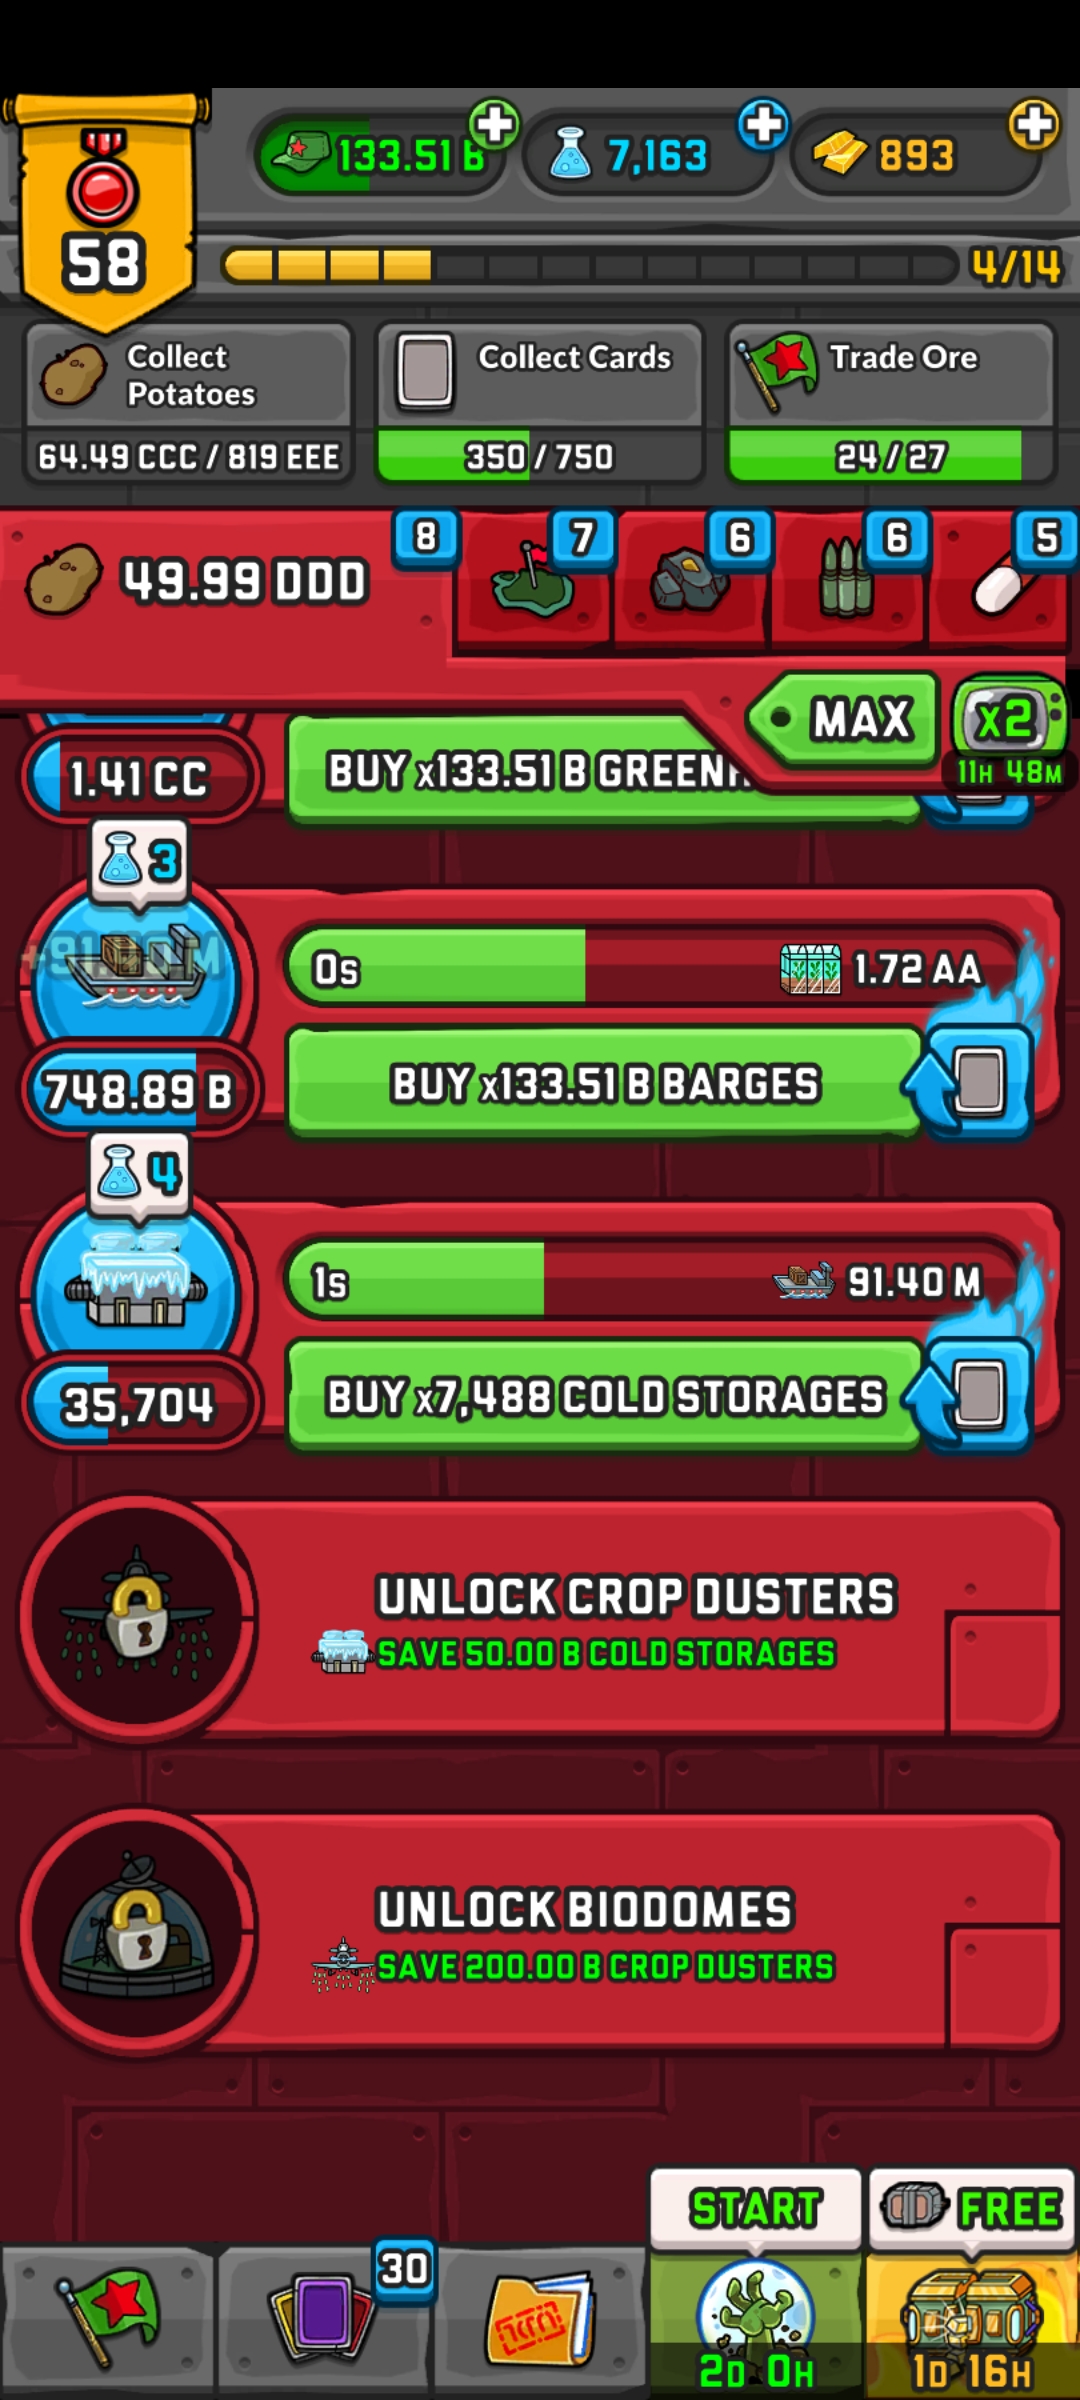 133.51 B
7,163
893
58
4/14
Collect
Potatoes
Collect Cards
Trade Ore
64.49 CCC / 819 EEE
350 / 750
24 / 27
49.99 DDD
8
7
6
6
5
MAX
x2
11H 48M
1.41 CC
BUY x133.51 B
3
0s
1.72 AA
748.89 B
BUY x133.51 B BARGES
4
1s
91.40 M
35,704
BUY x7,488 COLD STORAGES
UNLOCK CROP DUSTERS
SAVE 50.00 B COLD STORAGES
UNLOCK BIODOMES
SAVE 200.00 B CROP DUSTERS
START
FREE
30
2D 0H
1D 16H